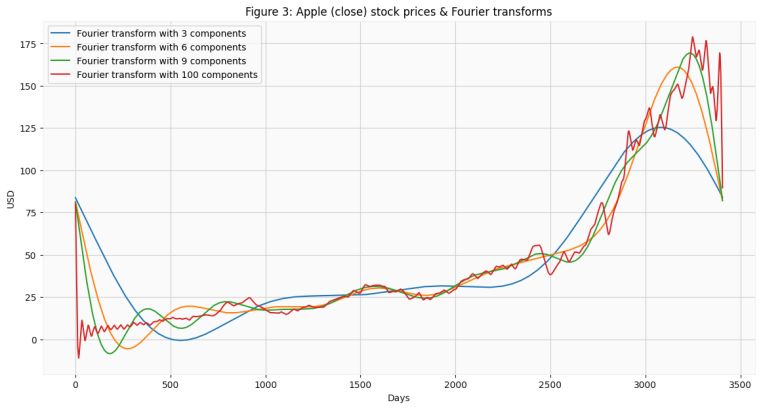 Figure 3: Apple (close) stock prices & Fourier transforms
Fourier transform with 3 components
Fourier transform with 6 components
Fourier transform with 9 components
Fourier transform with 100 components
175
150
125
100
75
50
25
0
USD
0
500
1000
1500
2000
2500
3000
3500
Days